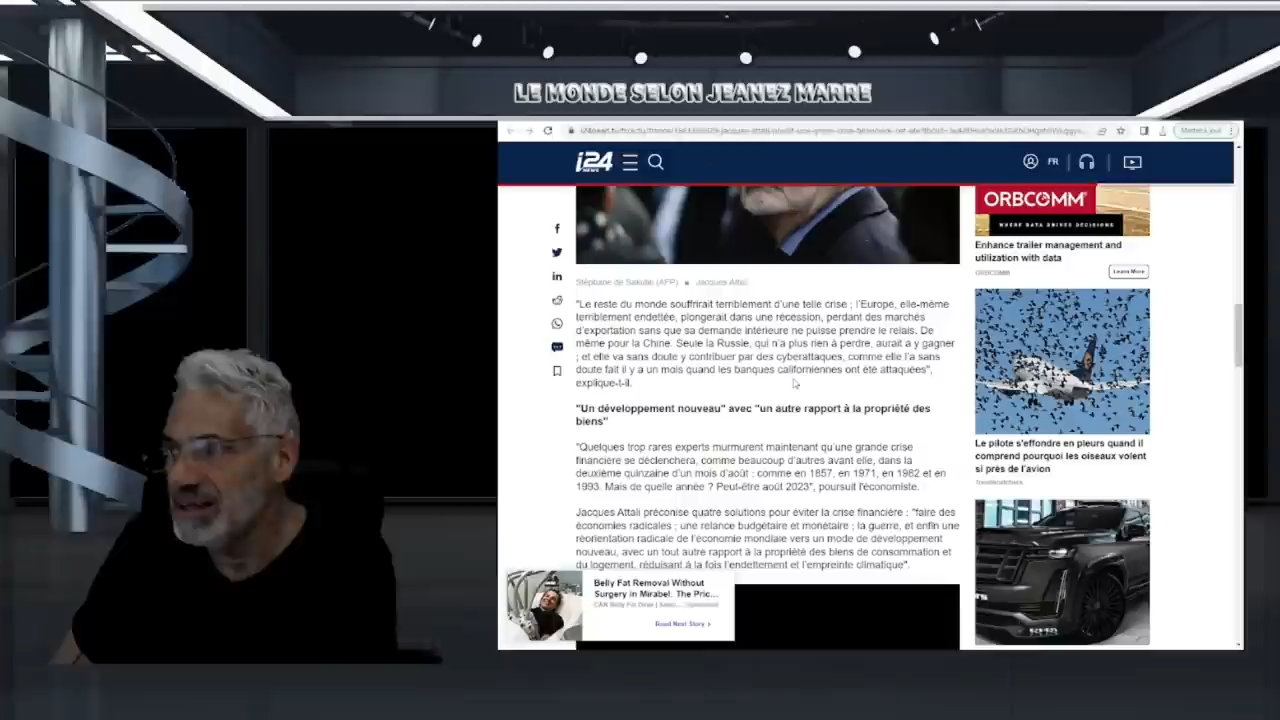 LE MONDE SELON JEANEZ MARRE
Mettre à jour
i24
NEWS
FR
ORBCOMM
WHERE DATA DRIVES DECISIONS
Enhance trailer management and
utilization with data
ORBCOMM
Learn More
(AFP) ■ Jacques Attali
"Le reste du monde souffrirait terriblement d'une telle crise ; l'Europe, elle-même
terriblement endettée, plongerait dans une récession, perdant des marchés
d'exportation sans que sa demande intérieure ne puisse prendre le relais. De
même pour la Chine. Seule la Russie, qui n'a plus rien à perdre, aurait à y gagner
; et elle va sans doute y contribuer par des cyberattaques, comme elle l'a sans
doute fait il y a un mois quand les banques californiennes ont été attaquées",
explique-t-il.
"Un développement nouveau" avec "un autre rapport à la propriété des
biens"
"Quelques trop rares experts murmurent maintenant qu'une grande crise
financière se déclenchera, comme beaucoup d'autres avant elle, dans la
deuxième quinzaine d'un mois d'août : comme en 1857, en 1971, en 1982 et en
1993. Mais de quelle année ? Peut-être août 2023", poursuit l'économiste.
Jacques Attali préconise quatre solutions pour éviter la crise financière : "faire des
économies radicales ; une relance budgétaire et monétaire ; la guerre, et enfin une
réorientation radicale de l'économie mondiale vers un mode de développement
nouveau, avec un tout autre rapport à la propriété des biens de consommation et
du logement, réduisant à la fois l'endettement et l'empreinte climatique".
Le pilote s'effondre en pleurs quand il
comprend pourquoi les oiseaux volent
si près de l'avion
Belly Fat Removal Without
Surgery in Mirabel. The Pric...
Read Next Story >